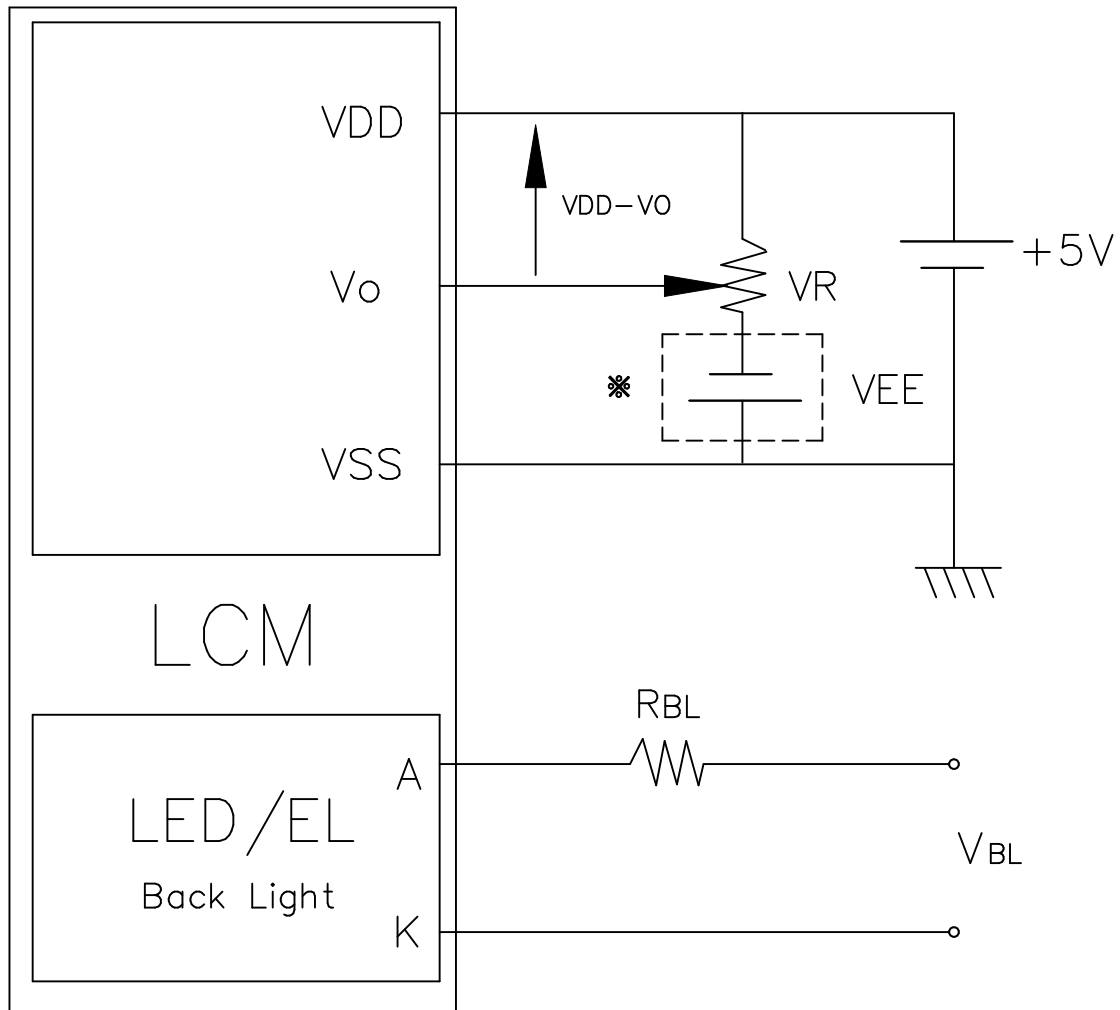 VDD
VDD-VO
+5V
Vo
VR
※
VEE
VSS
LCM
RBL
A
LED/EL
Back Light
VBL
K